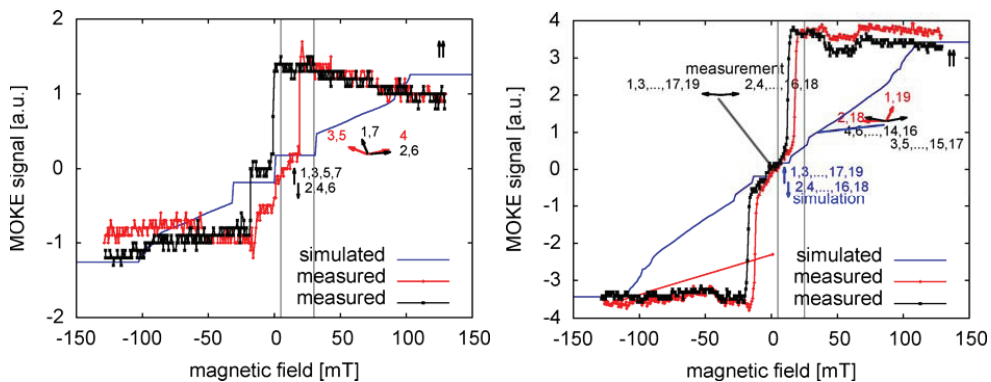 2
1
0
-1
-2
MOKE signal [a.u.]
-150 -100 -50 0 50 100 150
magnetic field [mT]
3,5
1,7
4
2,6
1,3,5,7
2,4,6
simulated
measured
measured
4
3
2
1
0
-1
-2
-3
-4
MOKE signal [a.u.]
-150 -100 -50 0 50 100 150
magnetic field [mT]
measurement
1,3,...,17,19
2,4,...,16,18
1,19
2,18
4,6,...,14,16
3,5,...,15,17
1,3,...,17,19
2,4,...,16,18
simulation
simulated
measured
measured